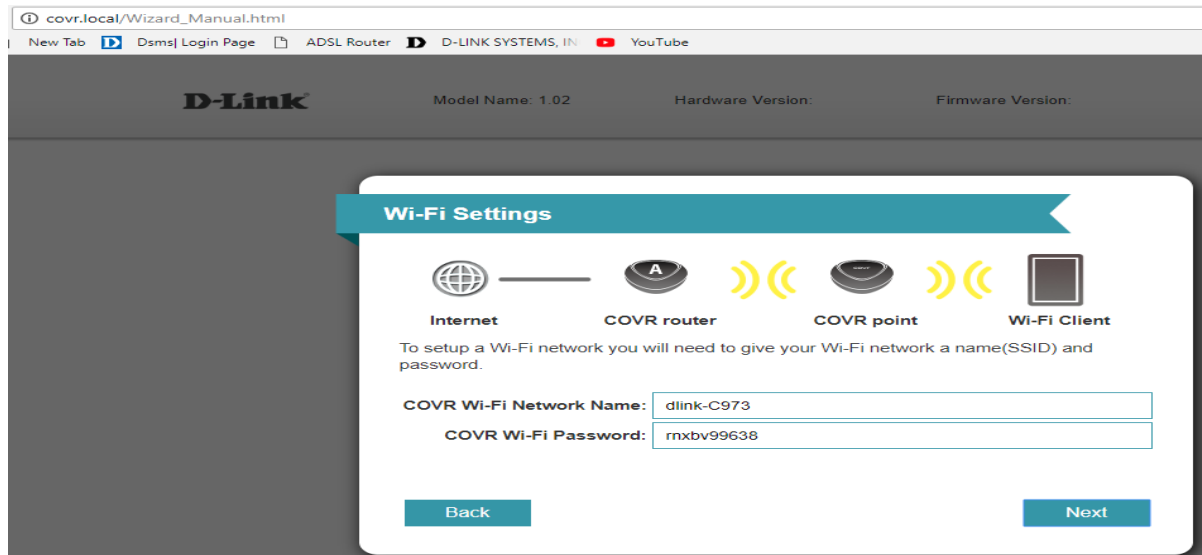 covr.local/Wizard_Manual.html
New Tab Dsms| Login Page ADSL Router D-LINK SYSTEMS, IN YouTube
D-Link Model Name: 1.02 Hardware Version: Firmware Version:
Wi-Fi Settings
A
Internet COVR router COVR point Wi-Fi Client
To setup a Wi-Fi network you will need to give your Wi-Fi network a name(SSID) and
password.
COVR Wi-Fi Network Name: dlink-C973
COVR Wi-Fi Password: rnxbv99638
Back Next